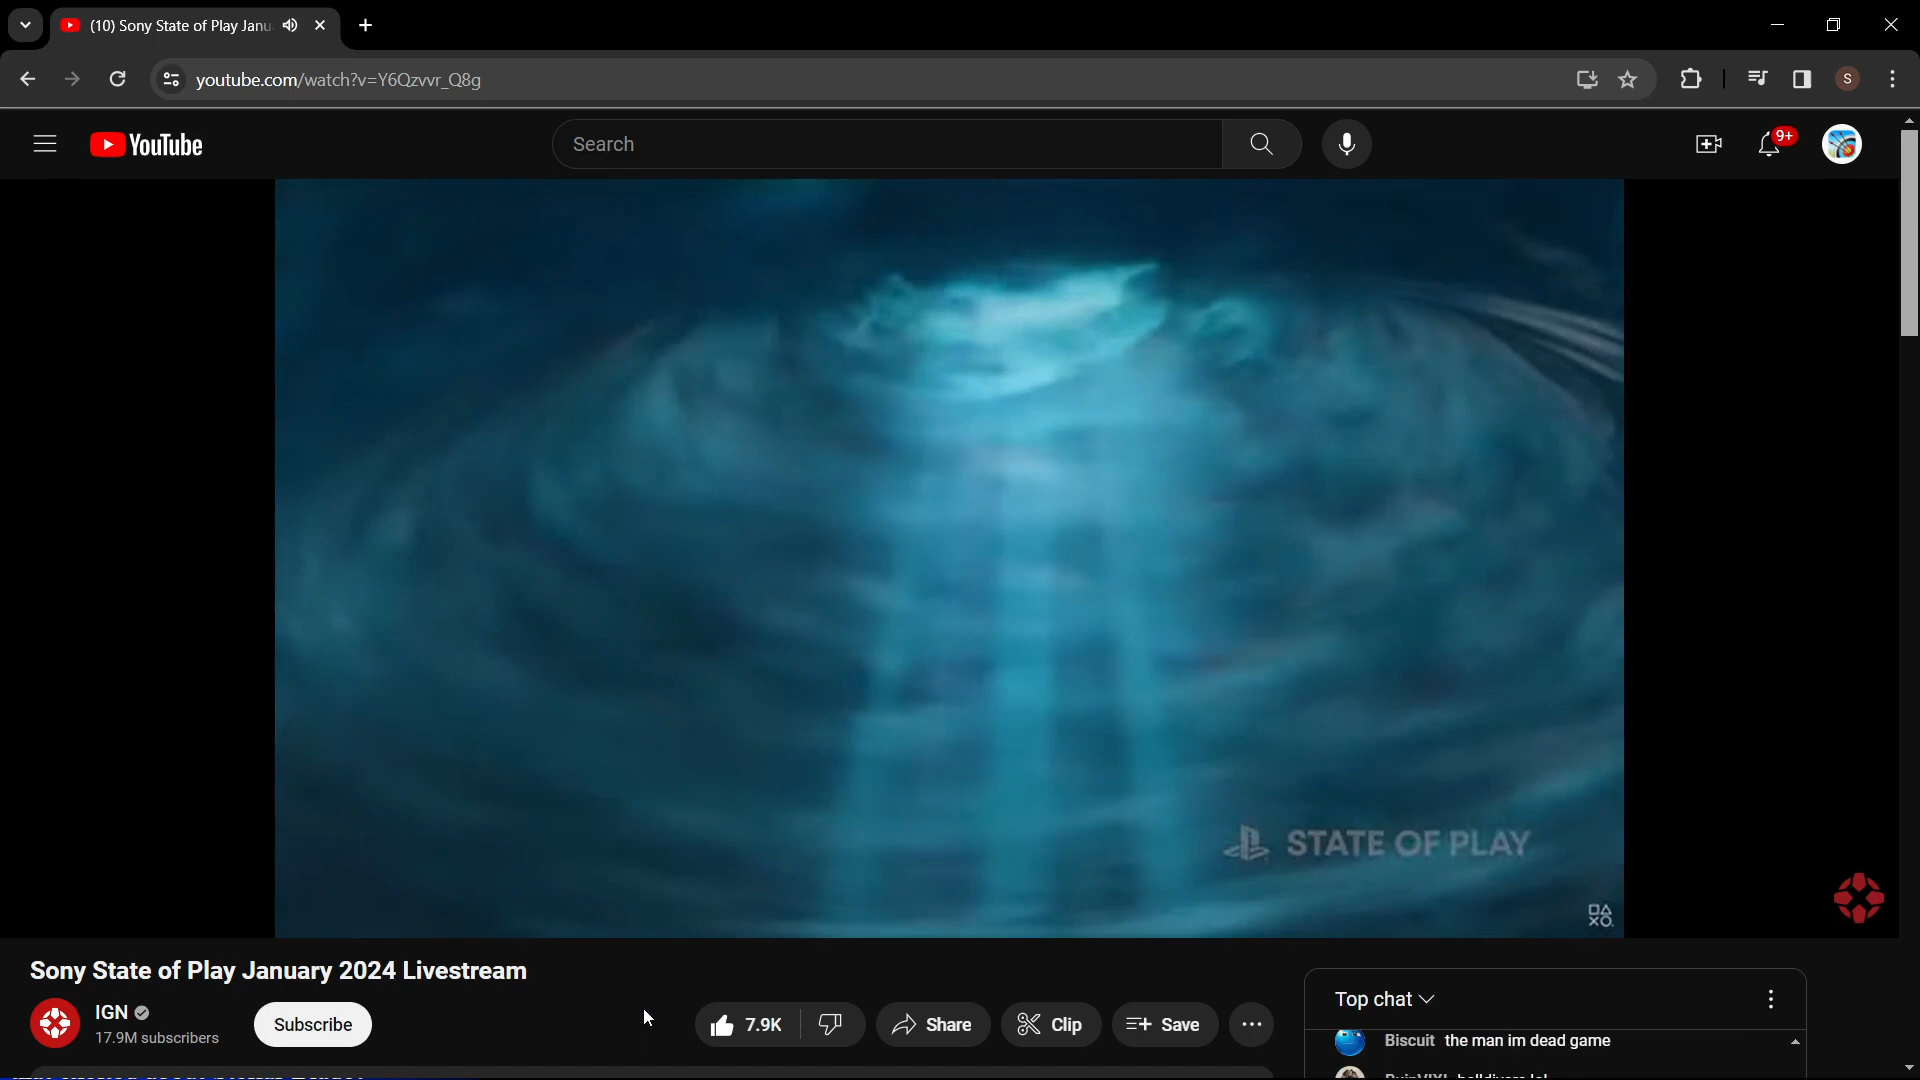 (10) Sony State of Play Janu
youtube.com/watch?v=Y6Qzvvr_Q8g
S
YouTube
Search
9+
STATE OF PLAY
Sony State of Play January 2024 Livestream
IGN
17.9M subscribers
Subscribe
7.9K
Share
Clip
Save
Top chat
Biscuit the man im dead game